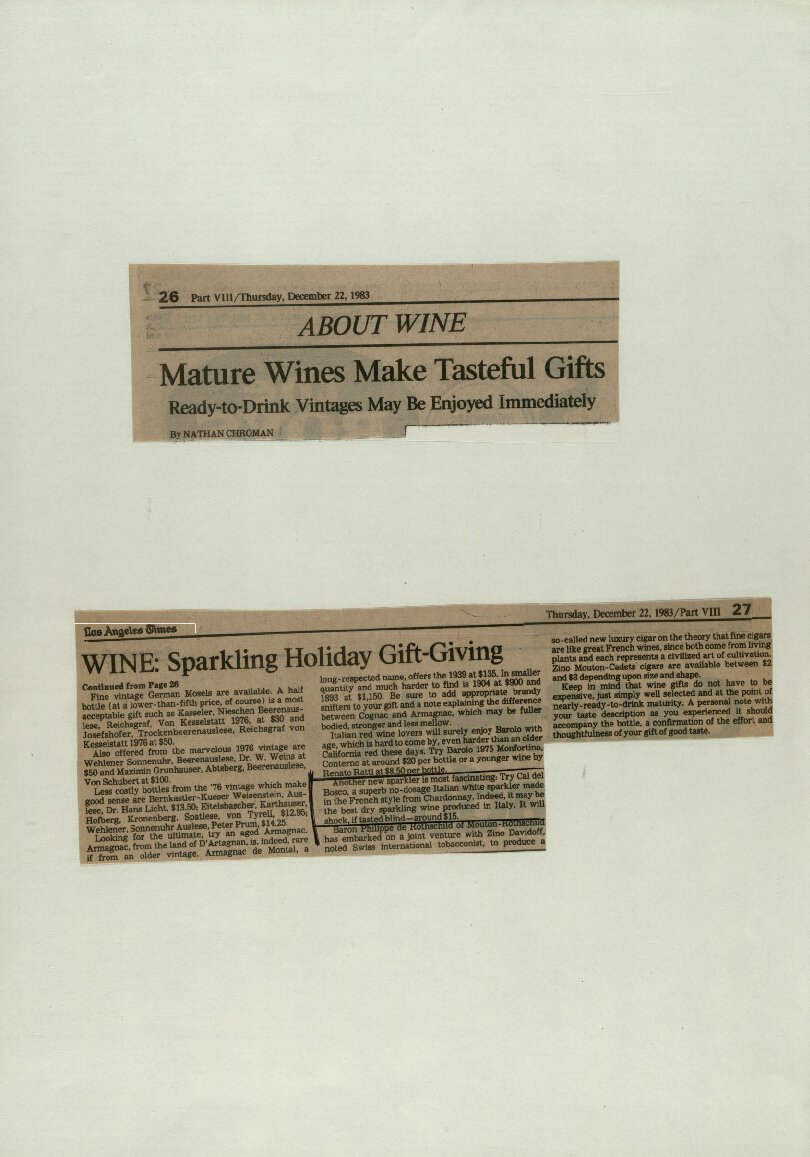 26 Part VIII/Thursday, December 22, 1983
ABOUT WINE
Mature Wines Make Tasteful Gifts
Ready-to-Drink Vintages May Be Enjoyed Immediately
By NATHAN CHROMAN
Los Angeles Times
Thursday, December 22, 1983/Part VIII 27
WINE: Sparkling Holiday Gift-Giving
Continued from Page 26
Fine vintage German Mosels are available. A half
bottle (at a lower-than-fifth price, of course) is a most
acceptable gift such as Kasseler, Nieschen Beerenaus-
lese, Reichsgraf, Von Kesselstatt 1976, at $30 and
Josefshofer, Trockenbeerenauslese, Reichsgraf von
Kesselstatt 1976 at $50.
Also offered from the marvelous 1976 vintage are
Wehlener Sonnenuhr, Beerenauslese, Dr. W. Weins at
$50 and Maximin Grunhauser, Abtsberg, Beerenauslese,
Von Schubert at $100.
Less costly bottles from the '76 vintage which make
good sense are Bernkastler-Kueser Weisenstein, Aus-
lese, Dr. Hans Licht, $13.50; Eitelsbascher, Karthauser,
Hofberg, Kronenberg, Spatlese, von Tyrell, $12.95;
Wehlener, Sonnenuhr Auslese, Peter Prum, $14.25.
Looking for the ultimate, try an aged Armagnac.
Armagnac, from the land of D'Artagnan, is, indeed, rare
if from an older vintage. Armagnac de Montal, a
long-respected name, offers the 1939 at $135. In smaller
quantity and much harder to find is 1904 at $900 and
1893 at $1,150. Be sure to add appropriate brandy
snifters to your gift and a note explaining the difference
between Cognac and Armagnac, which may be fuller
bodied, stronger and less mellow.
Italian red wine lovers will surely enjoy Barolo with
age, which is hard to come by, even harder than an older
California red these days. Try Barolo 1975 Monfortino,
Conterno at around $20 per bottle or a younger wine by
Renato Ratti at $8.50 per bottle.
Another new sparkler is most fascinating: Try Cal del
Bosco, a superb no-dosage Italian white sparkler made
in the French style from Chardonnay. Indeed, it may be
the best dry sparkling wine produced in Italy. It will
shock, if tasted blind—around $15.
Baron Philippe de Rothschild of Mouton-Rothschild
has embarked on a joint venture with Zino Davidoff,
noted Swiss international tobacconist, to produce a
so-called new luxury cigar on the theory that fine cigars
are like great French wines, since both come from living
plants and each represents a civilized art of cultivation.
Zino Mouton-Cadets cigars are available between $2
and $3 depending upon size and shape.
Keep in mind that wine gifts do not have to be
expensive, just simply well selected and at the point of
nearly-ready-to-drink maturity. A personal note with
your taste description as you experienced it should
accompany the bottle, a confirmation of the effort and
thoughtfulness of your gift of good taste.